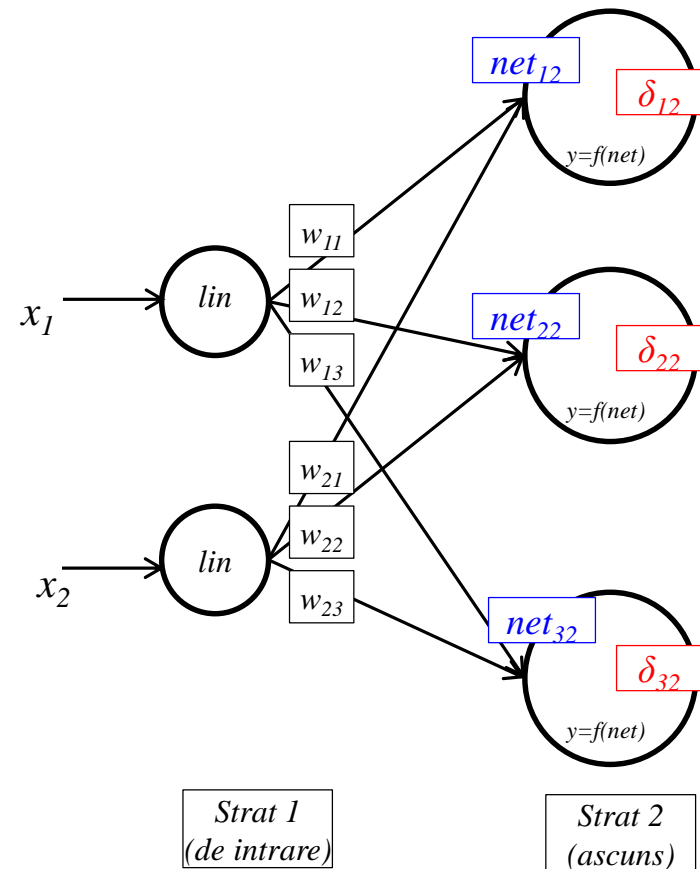 net12
δ12
y=f(net)
w11
x1
lin
w12
net22
w13
δ22
y=f(net)
w21
w22
x2
lin
w23
net32
δ32
y=f(net)
Strat 1
(de intrare)
Strat 2
(ascuns)